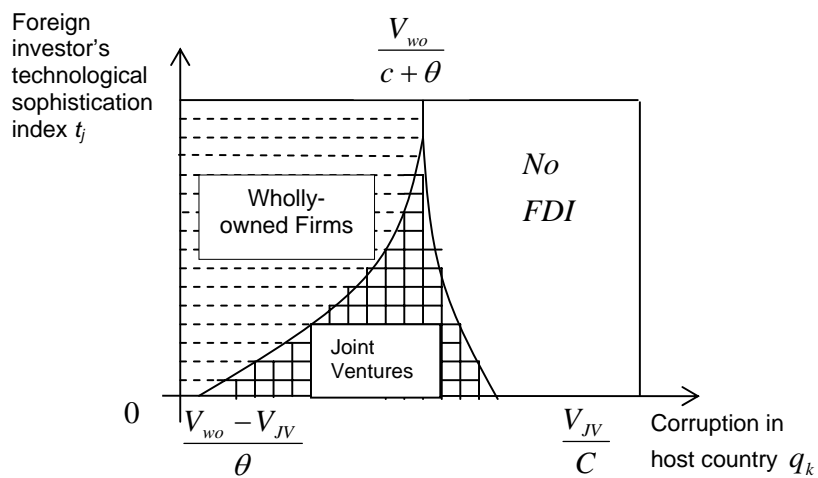 Foreign
investor's
technological
sophistication
index t_j
V_wo
c + θ
No
FDI
Wholly-
owned Firms
Joint
Ventures
0
V_wo − V_JV
θ
V_JV
C
Corruption in
host country q_k